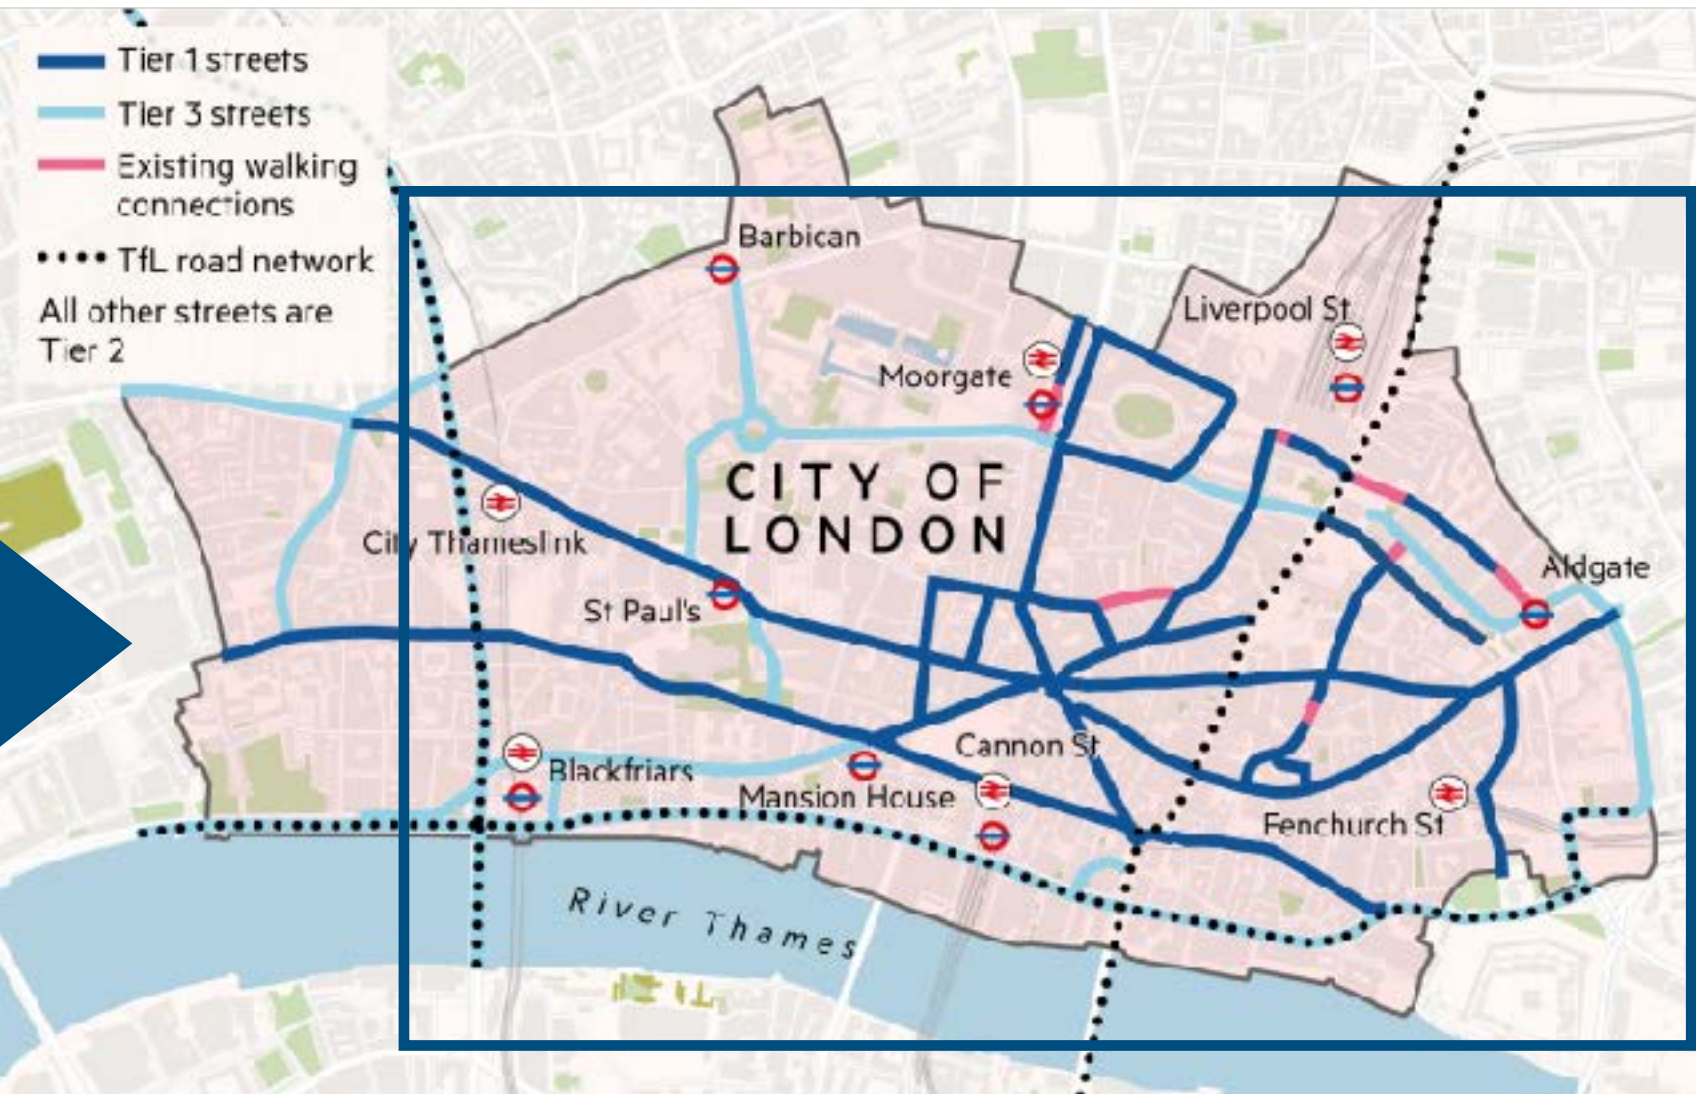 Tier 1 streets
Tier 3 streets
Existing walking
connections
TfL road network
All other streets are
Tier 2
Barbican
Liverpool St
Moorgate
CITY OF
LONDON
City Thameslink
Aldgate
St Paul's
Cannon St
Blackfriars
Mansion House
Fenchurch St
River Thames